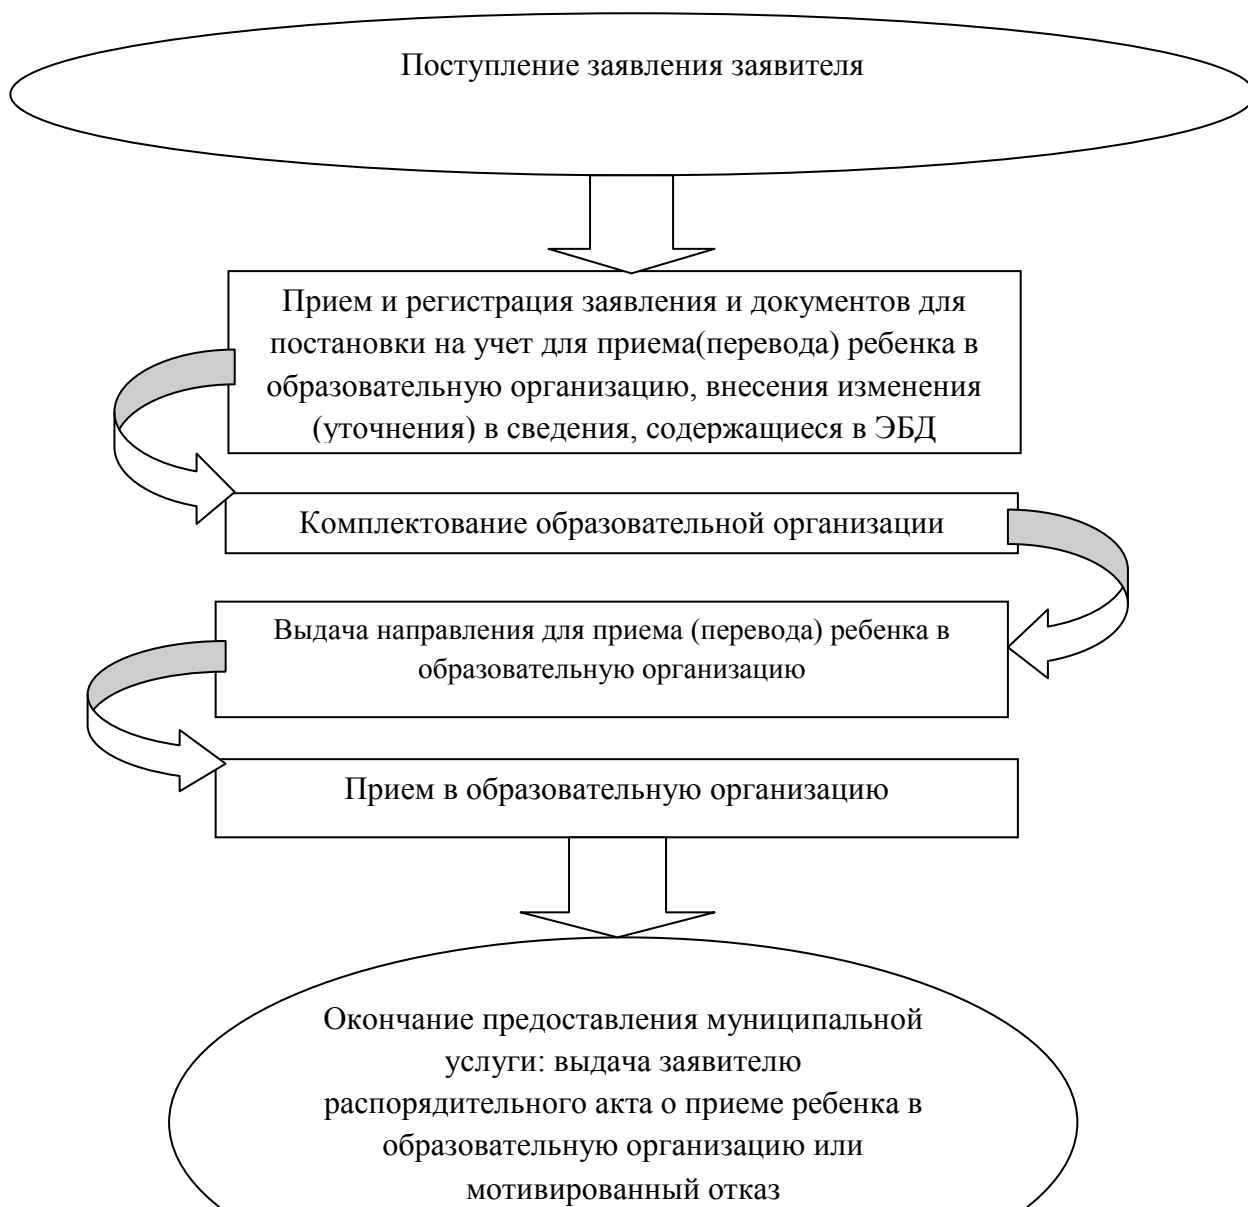 Поступление заявления заявителя
Прием и регистрация заявления и документов для
постановки на учет для приема(перевода) ребенка в
образовательную организацию, внесения изменения
(уточнения) в сведения, содержащиеся в ЭБД
Комплектование образовательной организации
Выдача направления для приема (перевода) ребенка в
образовательную организацию
Прием в образовательную организацию
Окончание предоставления муниципальной
услуги: выдача заявителю
распорядительного акта о приеме ребенка в
образовательную организацию или
мотивированный отказ